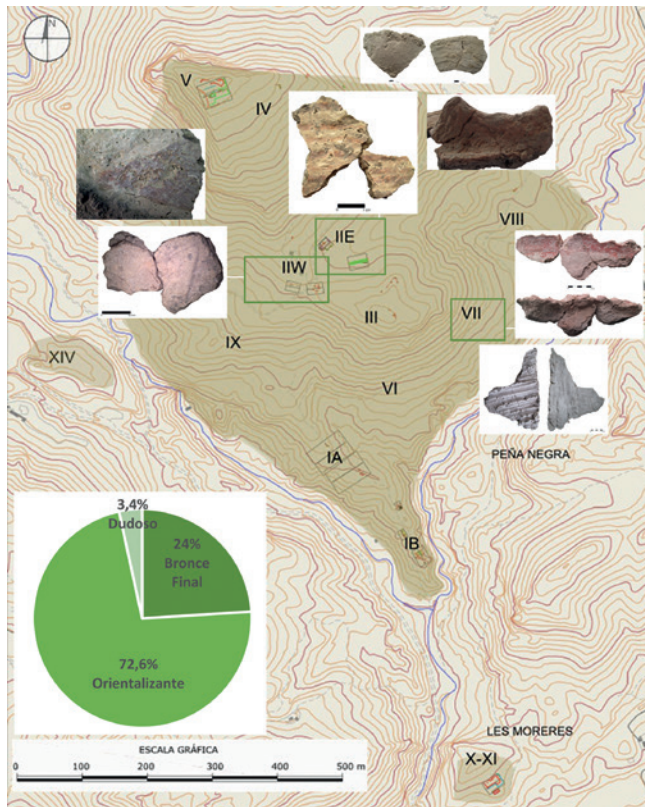 V
IV
VIII
IIE
IIW
III
VII
IX
XIV
VI
PEÑA NEGRA
IA
IB
3,4%
Dudoso
24%
Bronce
Final
72,6%
Orientalizante
LES MORERES
X-XI
ESCALA GRÁFICA
0 100 200 300 400 500 m